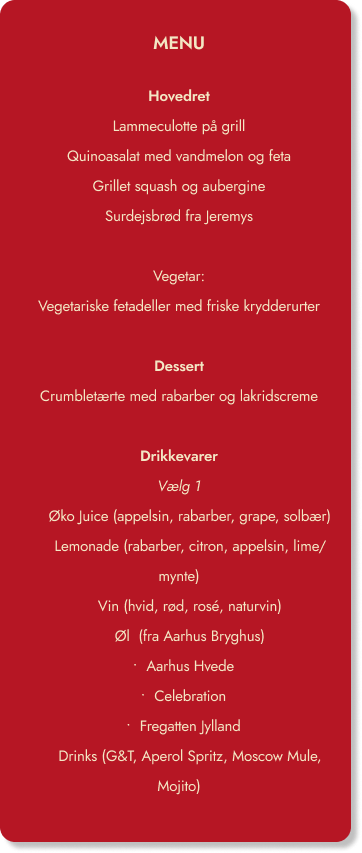 MENU
Hovedret
Lammeculotte på grill
Quinoasalat med vandmelon og feta
Grillet squash og aubergine
Surdejsbrød fra Jeremys
Vegetar:
Vegetariske fetadeller med friske krydderurter
Dessert
Crumbletærte med rabarber og lakridscreme
Drikkevarer
Vælg 1
Øko Juice (appelsin, rabarber, grape, solbær)
Lemonade (rabarber, citron, appelsin, lime/
mynte)
Vin (hvid, rød, rosé, naturvin)
Øl  (fra Aarhus Bryghus)
· Aarhus Hvede
· Celebration
· Fregatten Jylland
Drinks (G&T, Aperol Spritz, Moscow Mule,
Mojito)